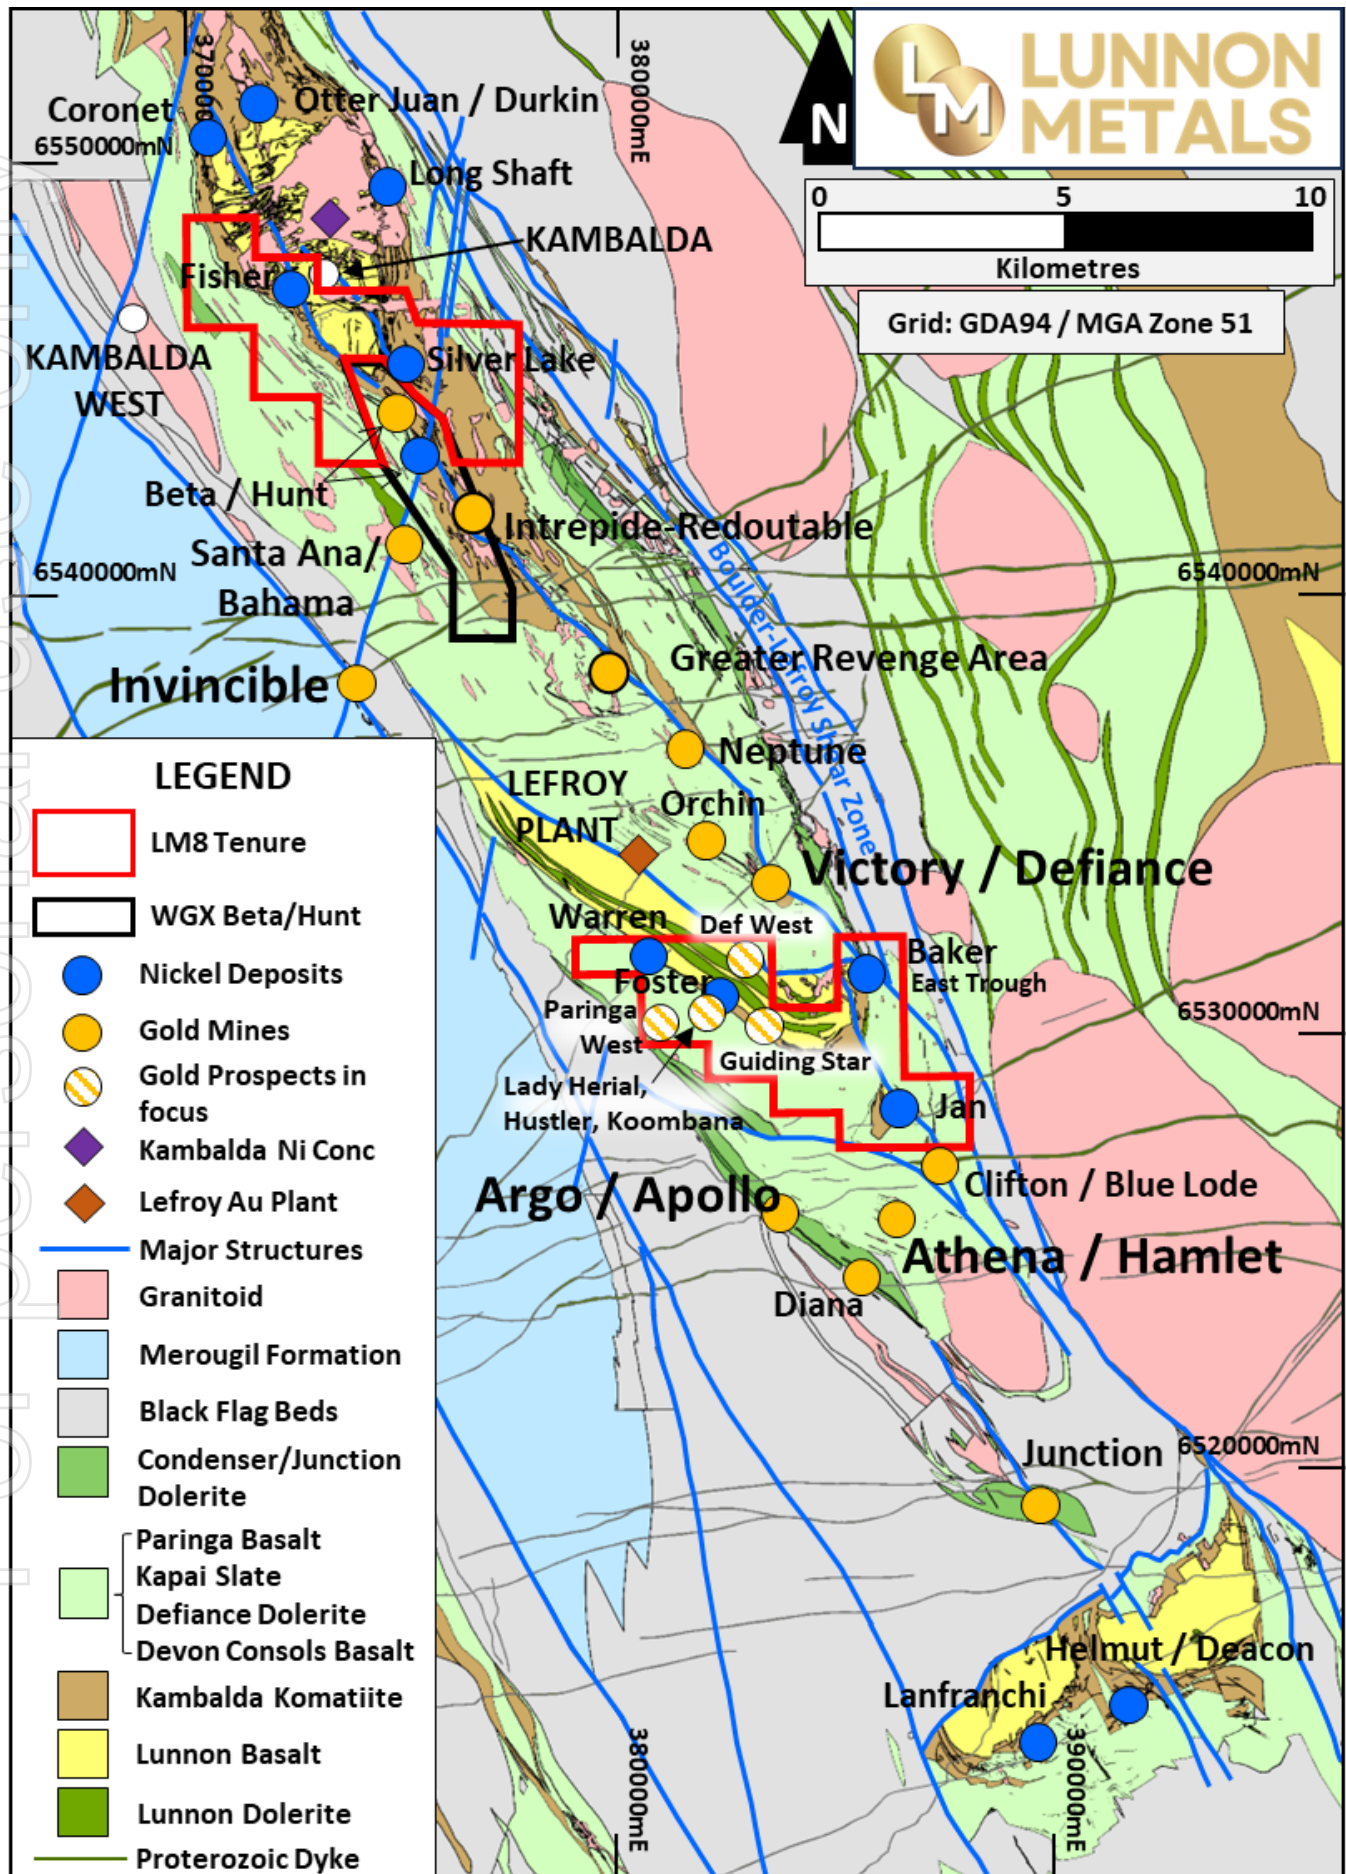 LM
LUNNON
METALS
N
0 5 10
Kilometres
Grid: GDA94 / MGA Zone 51
370000
380000mE
Coronet
6550000mN
Otter Juan / Durkin
Long Shaft
KAMBALDA
Fisher
KAMBALDA
WEST
Silver Lake
Beta / Hunt
Intrepide-Redoutable
Santa Ana/
Bahama
6540000mN
6540000mN
Boulder-Lefroy Shear Zone
Invincible
Greater Revenge Area
Neptune
LEFROY
PLANT
Orchin
Victory / Defiance
Warren
Def West
Baker
East Trough
Foster
Paringa
West
6530000mN
Guiding Star
Lady Herial,
Hustler, Koombana
Jan
Clifton / Blue Lode
Argo / Apollo
Athena / Hamlet
Diana
Junction
6520000mN
Helmut / Deacon
Lanfranchi
380000mE
390000mE
LEGEND
LM8 Tenure
WGX Beta/Hunt
Nickel Deposits
Gold Mines
Gold Prospects in
focus
Kambalda Ni Conc
Lefroy Au Plant
Major Structures
Granitoid
Merougil Formation
Black Flag Beds
Condenser/Junction
Dolerite
Paringa Basalt
Kapai Slate
Defiance Dolerite
Devon Consols Basalt
Kambalda Komatiite
Lunnon Basalt
Lunnon Dolerite
Proterozoic Dyke